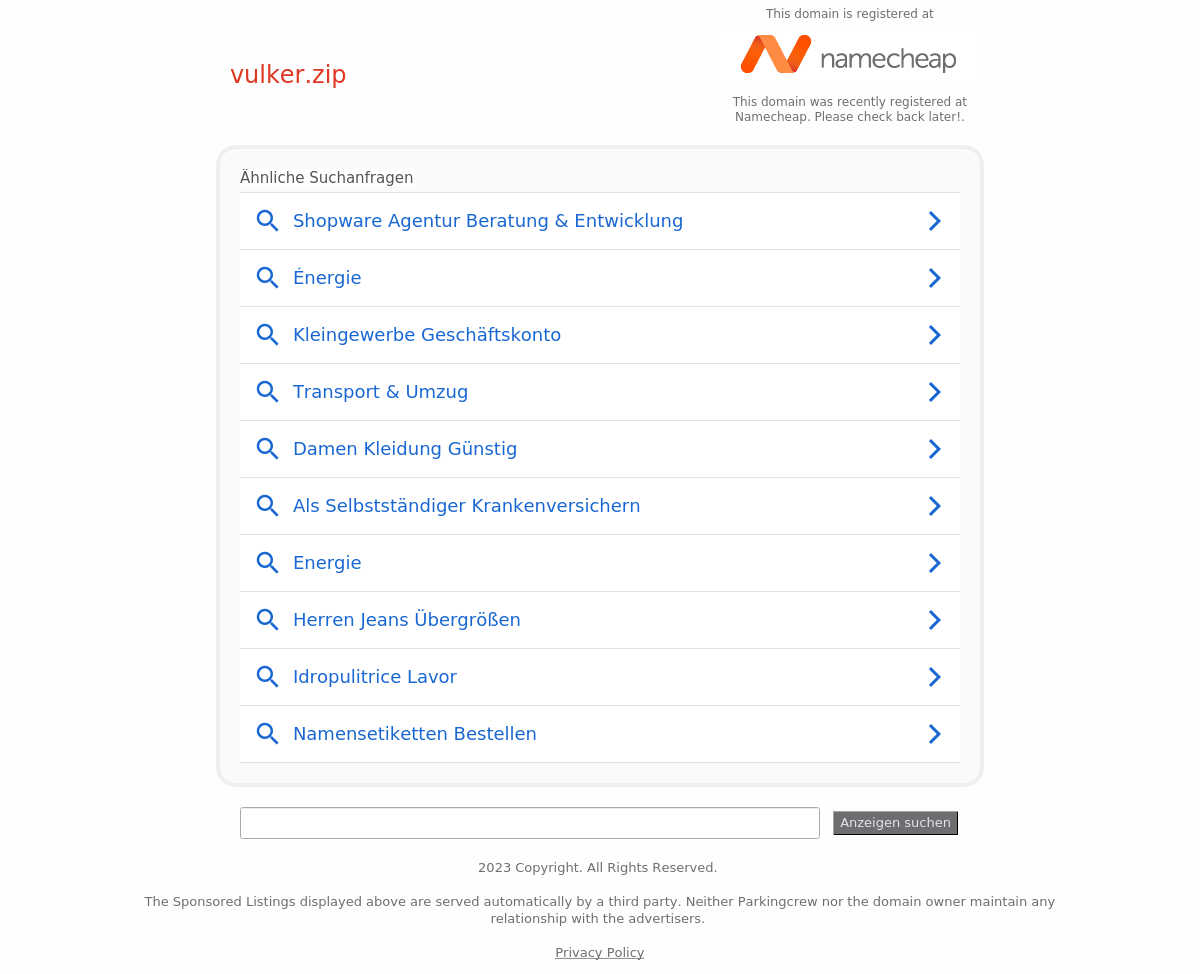 This domain is registered at
namecheap
vulker.zip
This domain was recently registered at
Namecheap. Please check back later!.
Ähnliche Suchanfragen
Shopware Agentur Beratung & Entwicklung
Énergie
Kleingewerbe Geschäftskonto
Transport & Umzug
Damen Kleidung Günstig
Als Selbstständiger Krankenversichern
Energie
Herren Jeans Übergrößen
Idropulitrice Lavor
Namensetiketten Bestellen
Anzeigen suchen
2023 Copyright. All Rights Reserved.
The Sponsored Listings displayed above are served automatically by a third party. Neither Parkingcrew nor the domain owner maintain any
relationship with the advertisers.
Privacy Policy